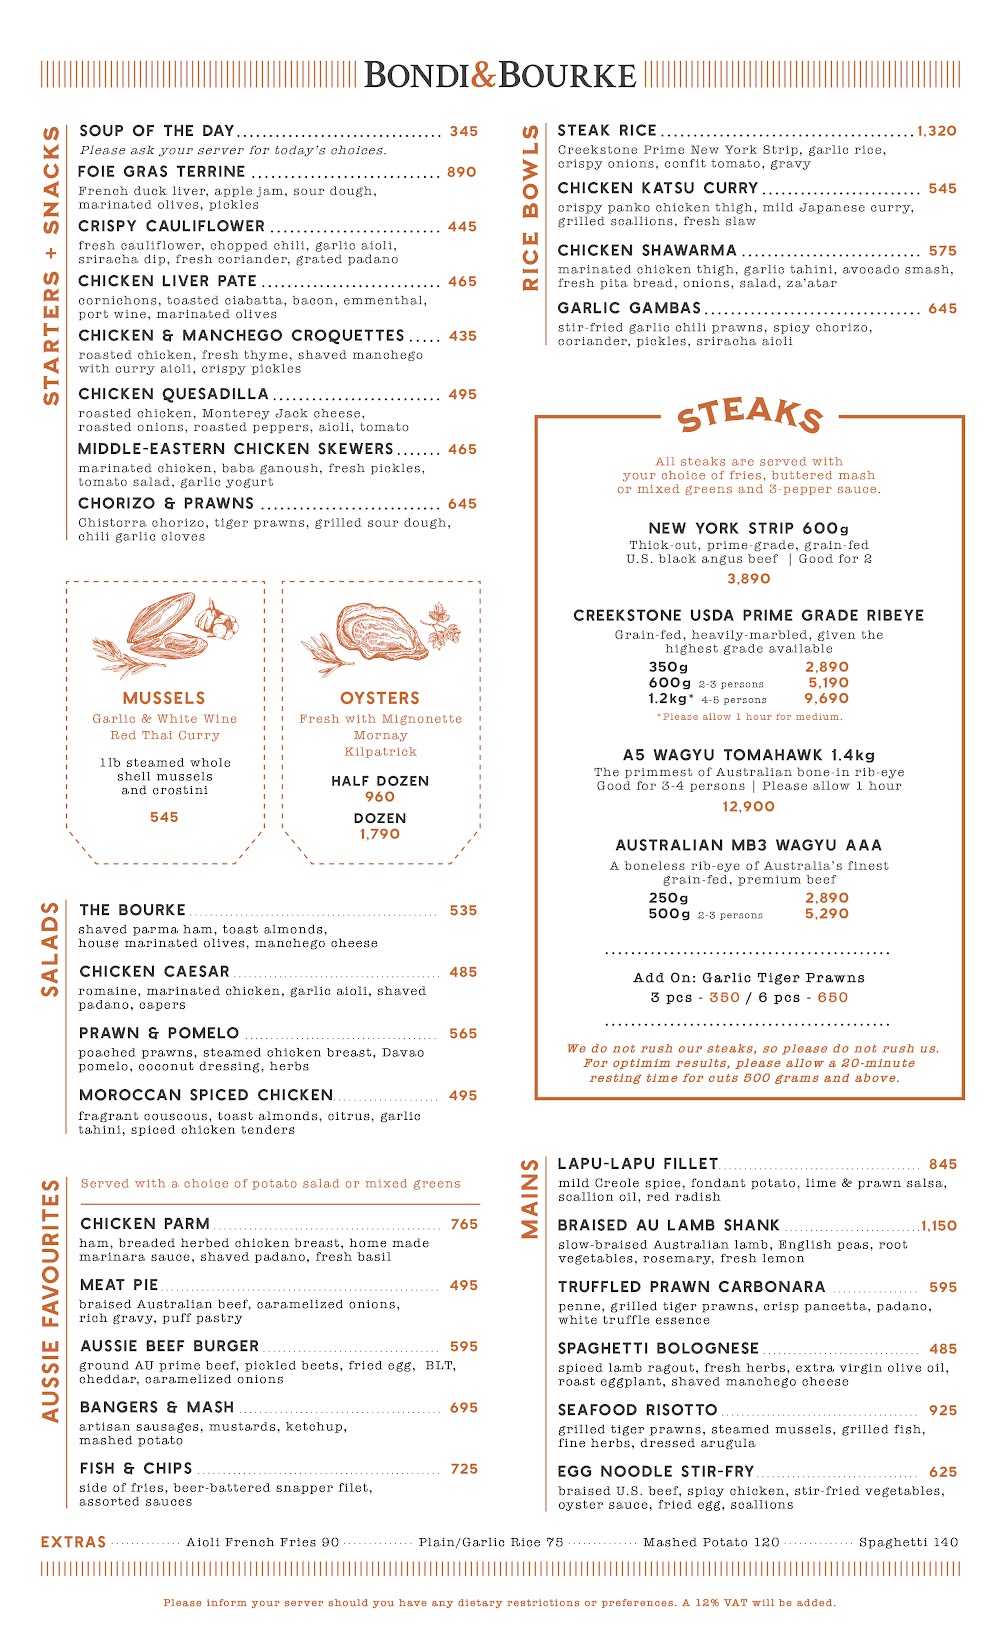 BONDI&BOURKE
STARTERS + SNACKS
SOUP OF THE DAY 345
Please ask your server for today's choices.
FOIE GRAS TERRINE 890
French duck liver, apple jam, sour dough,
marinated olives, pickles
CRISPY CAULIFLOWER 445
fresh cauliflower, chopped chili, garlic aioli,
sriracha dip, fresh coriander, grated padano
CHICKEN LIVER PATE 465
cornichons, toasted ciabatta, bacon, emmenthal,
port wine, marinated olives
CHICKEN & MANCHEGO CROQUETTES 435
roasted chicken, fresh thyme, shaved manchego
with curry aioli, crispy pickles
CHICKEN QUESADILLA 495
roasted chicken, Monterey Jack cheese,
roasted onions, roasted peppers, aioli, tomato
MIDDLE-EASTERN CHICKEN SKEWERS 465
marinated chicken, baba ganoush, fresh pickles,
tomato salad, garlic yogurt
CHORIZO & PRAWNS 645
Chistorra chorizo, tiger prawns, grilled sour dough,
chili garlic cloves
MUSSELS
Garlic & White Wine
Red Thai Curry
1lb steamed whole
shell mussels
and crostini
545
OYSTERS
Fresh with Mignonette
Mornay
Kilpatrick
HALF DOZEN
960
DOZEN
1,790
SALADS
THE BOURKE 535
shaved parma ham, toast almonds,
house marinated olives, manchego cheese
CHICKEN CAESAR 485
romaine, marinated chicken, garlic aioli, shaved
padano, capers
PRAWN & POMELO 565
poached prawns, steamed chicken breast, Davao
pomelo, coconut dressing, herbs
MOROCCAN SPICED CHICKEN 495
fragrant couscous, toast almonds, citrus, garlic
tahini, spiced chicken tenders
AUSSIE FAVOURITES
Served with a choice of potato salad or mixed greens
CHICKEN PARM 765
ham, breaded herbed chicken breast, home made
marinara sauce, shaved padano, fresh basil
MEAT PIE 495
braised Australian beef, caramelized onions,
rich gravy, puff pastry
AUSSIE BEEF BURGER 595
ground AU prime beef, pickled beets, fried egg, BLT,
cheddar, caramelized onions
BANGERS & MASH 695
artisan sausages, mustards, ketchup,
mashed potato
FISH & CHIPS 725
side of fries, beer-battered snapper filet,
assorted sauces
RICE BOWLS
STEAK RICE 1,320
Creekstone Prime New York Strip, garlic rice,
crispy onions, confit tomato, gravy
CHICKEN KATSU CURRY 545
crispy panko chicken thigh, mild Japanese curry,
grilled scallions, fresh slaw
CHICKEN SHAWARMA 575
marinated chicken thigh, garlic tahini, avocado smash,
fresh pita bread, onions, salad, za'atar
GARLIC GAMBAS 645
stir-fried garlic chili prawns, spicy chorizo,
coriander, pickles, sriracha aioli
STEAKS
All steaks are served with
your choice of fries, buttered mash
or mixed greens and 3-pepper sauce.
NEW YORK STRIP 600g
Thick-cut, prime-grade, grain-fed
U.S. black angus beef | Good for 2
3,890
CREEKSTONE USDA PRIME GRADE RIBEYE
Grain-fed, heavily-marbled, given the
highest grade available
350g 2,890
600g 2-3 persons 5,190
1.2kg* 4-5 persons 9,690
*Please allow 1 hour for medium.
A5 WAGYU TOMAHAWK 1.4kg
The primmest of Australian bone-in rib-eye
Good for 3-4 persons | Please allow 1 hour
12,900
AUSTRALIAN MB3 WAGYU AAA
A boneless rib-eye of Australia's finest
grain-fed, premium beef
250g 2,890
500g 2-3 persons 5,290
Add On: Garlic Tiger Prawns
3 pcs - 350 / 6 pcs - 650
We do not rush our steaks, so please do not rush us.
For optimim results, please allow a 20-minute
resting time for cuts 500 grams and above.
MAINS
LAPU-LAPU FILLET 845
mild Creole spice, fondant potato, lime & prawn salsa,
scallion oil, red radish
BRAISED AU LAMB SHANK 1,150
slow-braised Australian lamb, English peas, root
vegetables, rosemary, fresh lemon
TRUFFLED PRAWN CARBONARA 595
penne, grilled tiger prawns, crisp pancetta, padano,
white truffle essence
SPAGHETTI BOLOGNESE 485
spiced lamb ragout, fresh herbs, extra virgin olive oil,
roast eggplant, shaved manchego cheese
SEAFOOD RISOTTO 925
grilled tiger prawns, steamed mussels, grilled fish,
fine herbs, dressed arugula
EGG NOODLE STIR-FRY 625
braised U.S. beef, spicy chicken, stir-fried vegetables,
oyster sauce, fried egg, scallions
EXTRAS Aioli French Fries 90 Plain/Garlic Rice 75 Mashed Potato 120 Spaghetti 140
Please inform your server should you have any dietary restrictions or preferences. A 12% VAT will be added.